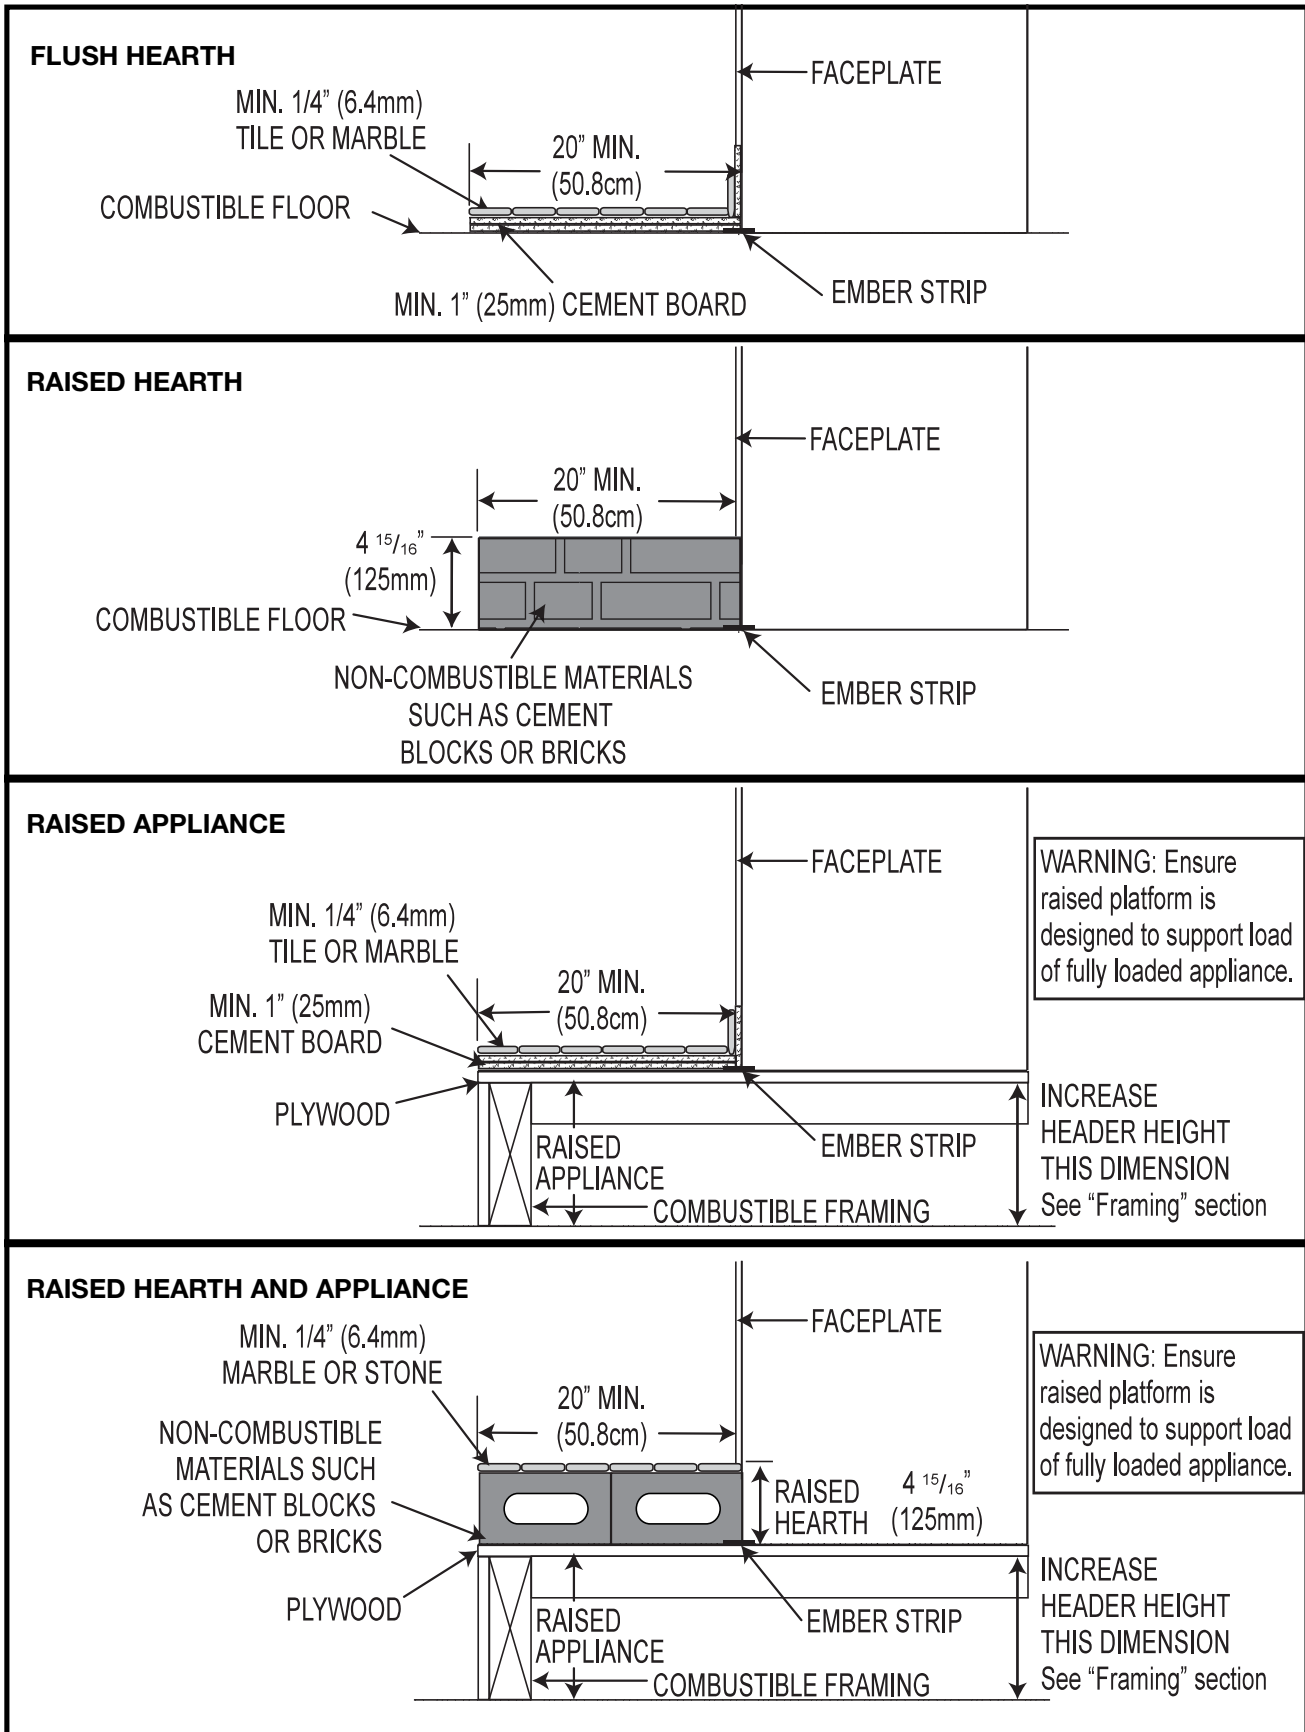 FLUSH HEARTH
MIN. 1/4” (6.4mm)
TILE OR MARBLE
COMBUSTIBLE FLOOR
20” MIN.
(50.8cm)
FACEPLATE
MIN. 1” (25mm) CEMENT BOARD
EMBER STRIP
RAISED HEARTH
FACEPLATE
20” MIN.
(50.8cm)
4 15/16”
(125mm)
COMBUSTIBLE FLOOR
NON-COMBUSTIBLE MATERIALS
SUCH AS CEMENT
BLOCKS OR BRICKS
EMBER STRIP
RAISED APPLIANCE
FACEPLATE
WARNING: Ensure
raised platform is
designed to support load
of fully loaded appliance.
MIN. 1/4” (6.4mm)
TILE OR MARBLE
20” MIN.
(50.8cm)
MIN. 1” (25mm)
CEMENT BOARD
PLYWOOD
RAISED
APPLIANCE
EMBER STRIP
COMBUSTIBLE FRAMING
INCREASE
HEADER HEIGHT
THIS DIMENSION
See “Framing” section
RAISED HEARTH AND APPLIANCE
MIN. 1/4” (6.4mm)
MARBLE OR STONE
FACEPLATE
WARNING: Ensure
raised platform is
designed to support load
of fully loaded appliance.
20” MIN.
(50.8cm)
NON-COMBUSTIBLE
MATERIALS SUCH
AS CEMENT BLOCKS
OR BRICKS
RAISED
HEARTH
4 15/16”
(125mm)
PLYWOOD
RAISED
APPLIANCE
EMBER STRIP
COMBUSTIBLE FRAMING
INCREASE
HEADER HEIGHT
THIS DIMENSION
See “Framing” section